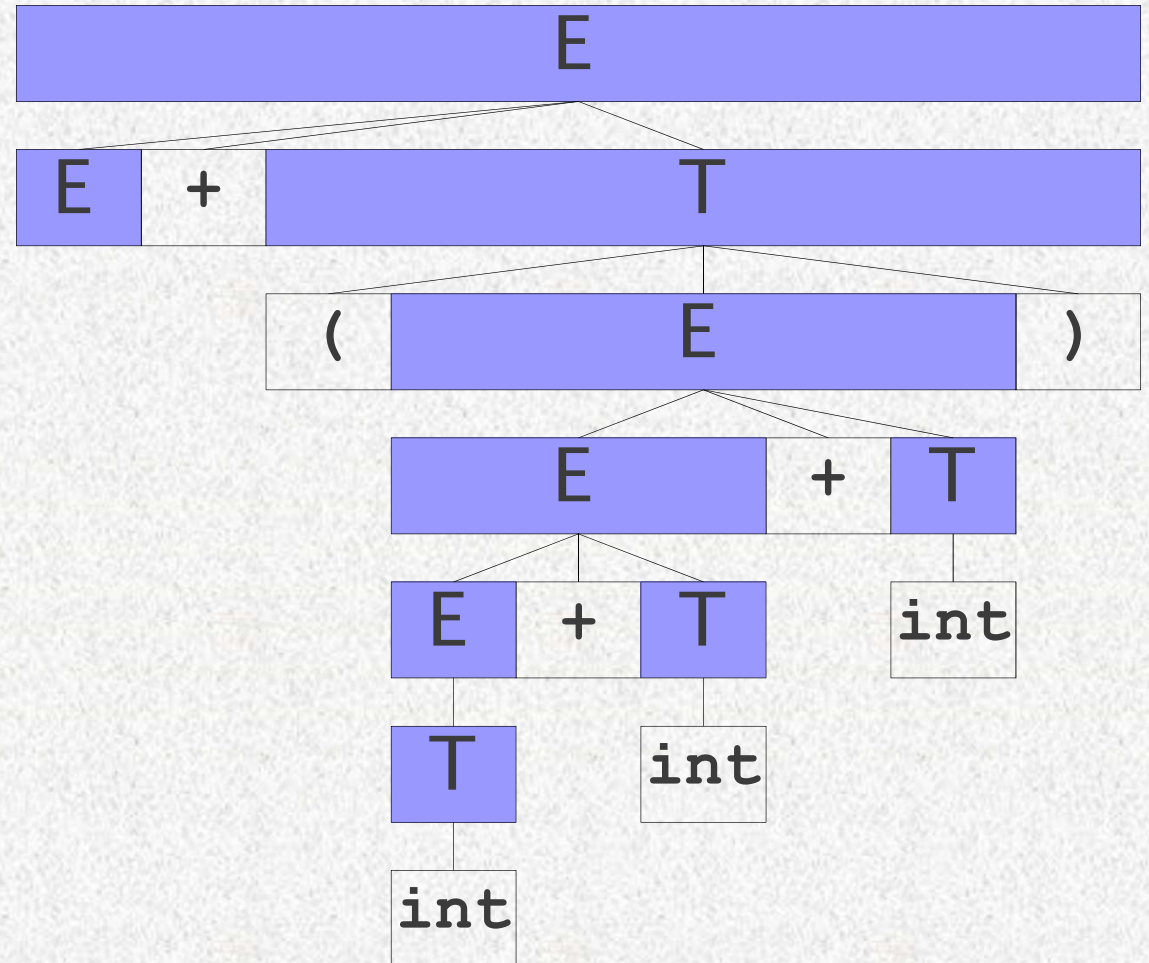 E
E + T
( E )
E + T
E + T int
T int
int